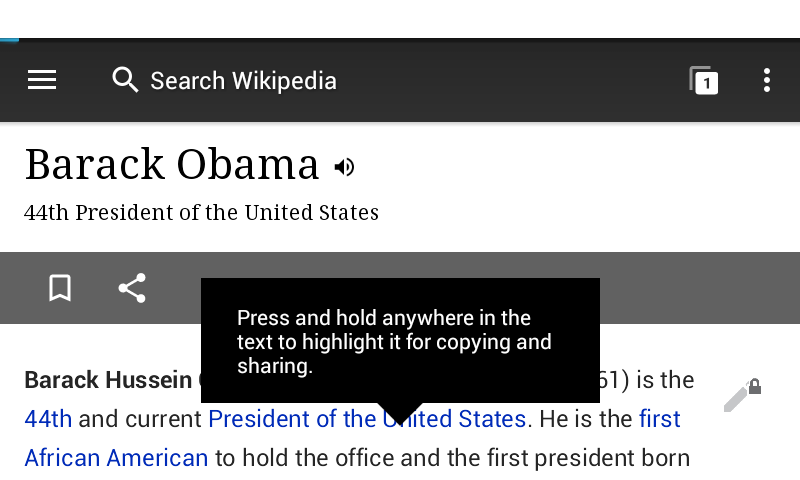 Search Wikipedia
1
Barack Obama
44th President of the United States
Press and hold anywhere in the
text to highlight it for copying and
sharing.
Barack Hussein 61) is the
44th and current President of the United States. He is the first
African American to hold the office and the first president born